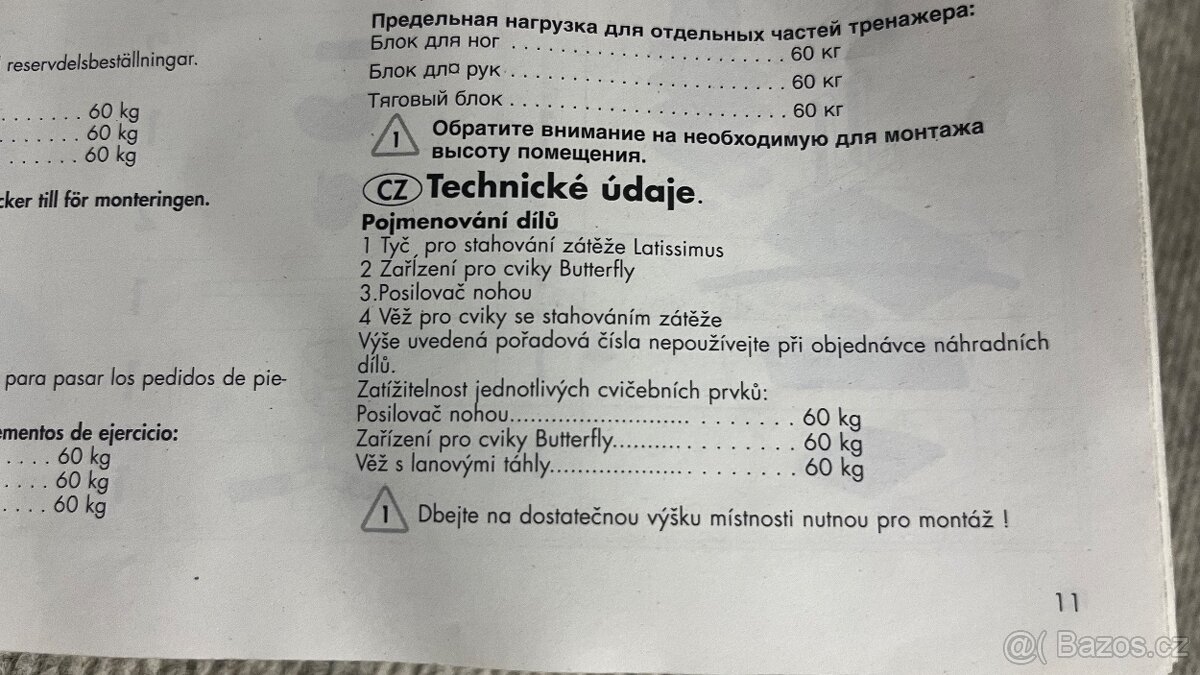 reservdelsbeställningar.
. . . . . . . 60 kg
. . . . . . . 60 kg
. . . . . . . 60 kg
cker till för monteringen.
para pasar los pedidos de pie-
ementos de ejercicio:
. . . . 60 kg
. . . . 60 kg
. . . . 60 kg
Предельная нагрузка для отдельных частей тренажера:
Блок для ног . . . . . . . . . . . . . . . . . . . . . . . . . 60 кг
Блок дл¤ рук . . . . . . . . . . . . . . . . . . . . . . . . . 60 кг
Тяговый блок . . . . . . . . . . . . . . . . . . . . . . . . . 60 кг
1 Обратите внимание на необходимую для монтажа
высоту помещения.
CZ Technické údaje.
Pojmenování dílů
1 Tyč pro stahování zátěže Latissimus
2 Zařízení pro cviky Butterfly
3.Posilovač nohou
4 Věž pro cviky se stahováním zátěže
Výše uvedená pořadová čísla nepoužívejte při objednávce náhradních
dílů.
Zatížitelnost jednotlivých cvičebních prvků:
Posilovač nohou.............................. . . . . . . . . 60 kg
Zařízení pro cviky Butterfly............ . . . . . . . . . 60 kg
Věž s lanovými táhly...................... . . . . . . . . . 60 kg
1 Dbejte na dostatečnou výšku místnosti nutnou pro montáž !
11
@( Bazos.cz